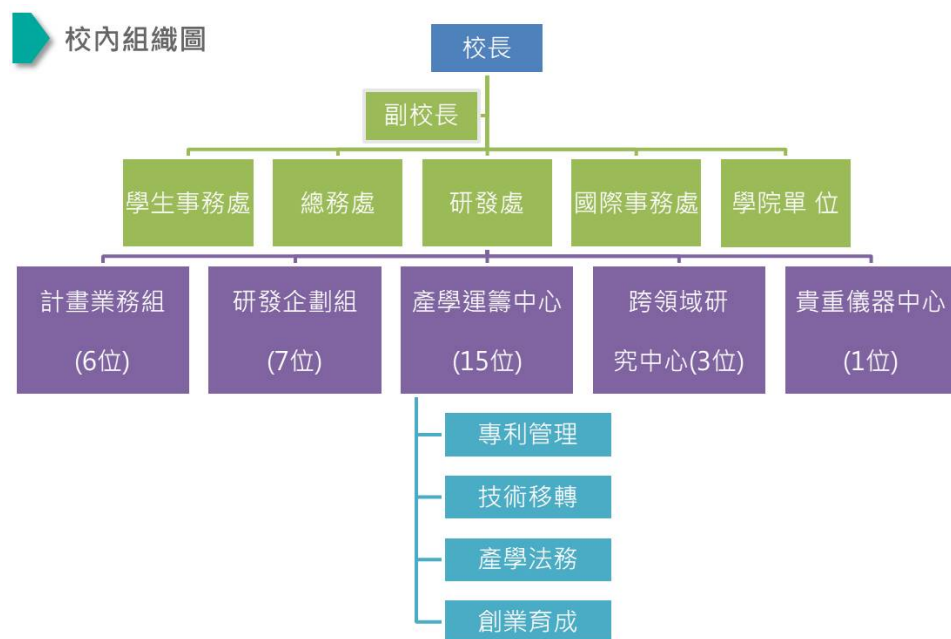 校內組織圖
校長
副校長
學生事務處
總務處
研發處
國際事務處
學院單 位
計畫業務組
(6位)
研發企劃組
(7位)
產學運籌中心
(15位)
跨領域研
究中心(3位)
貴重儀器中心
(1位)
專利管理
技術移轉
產學法務
創業育成